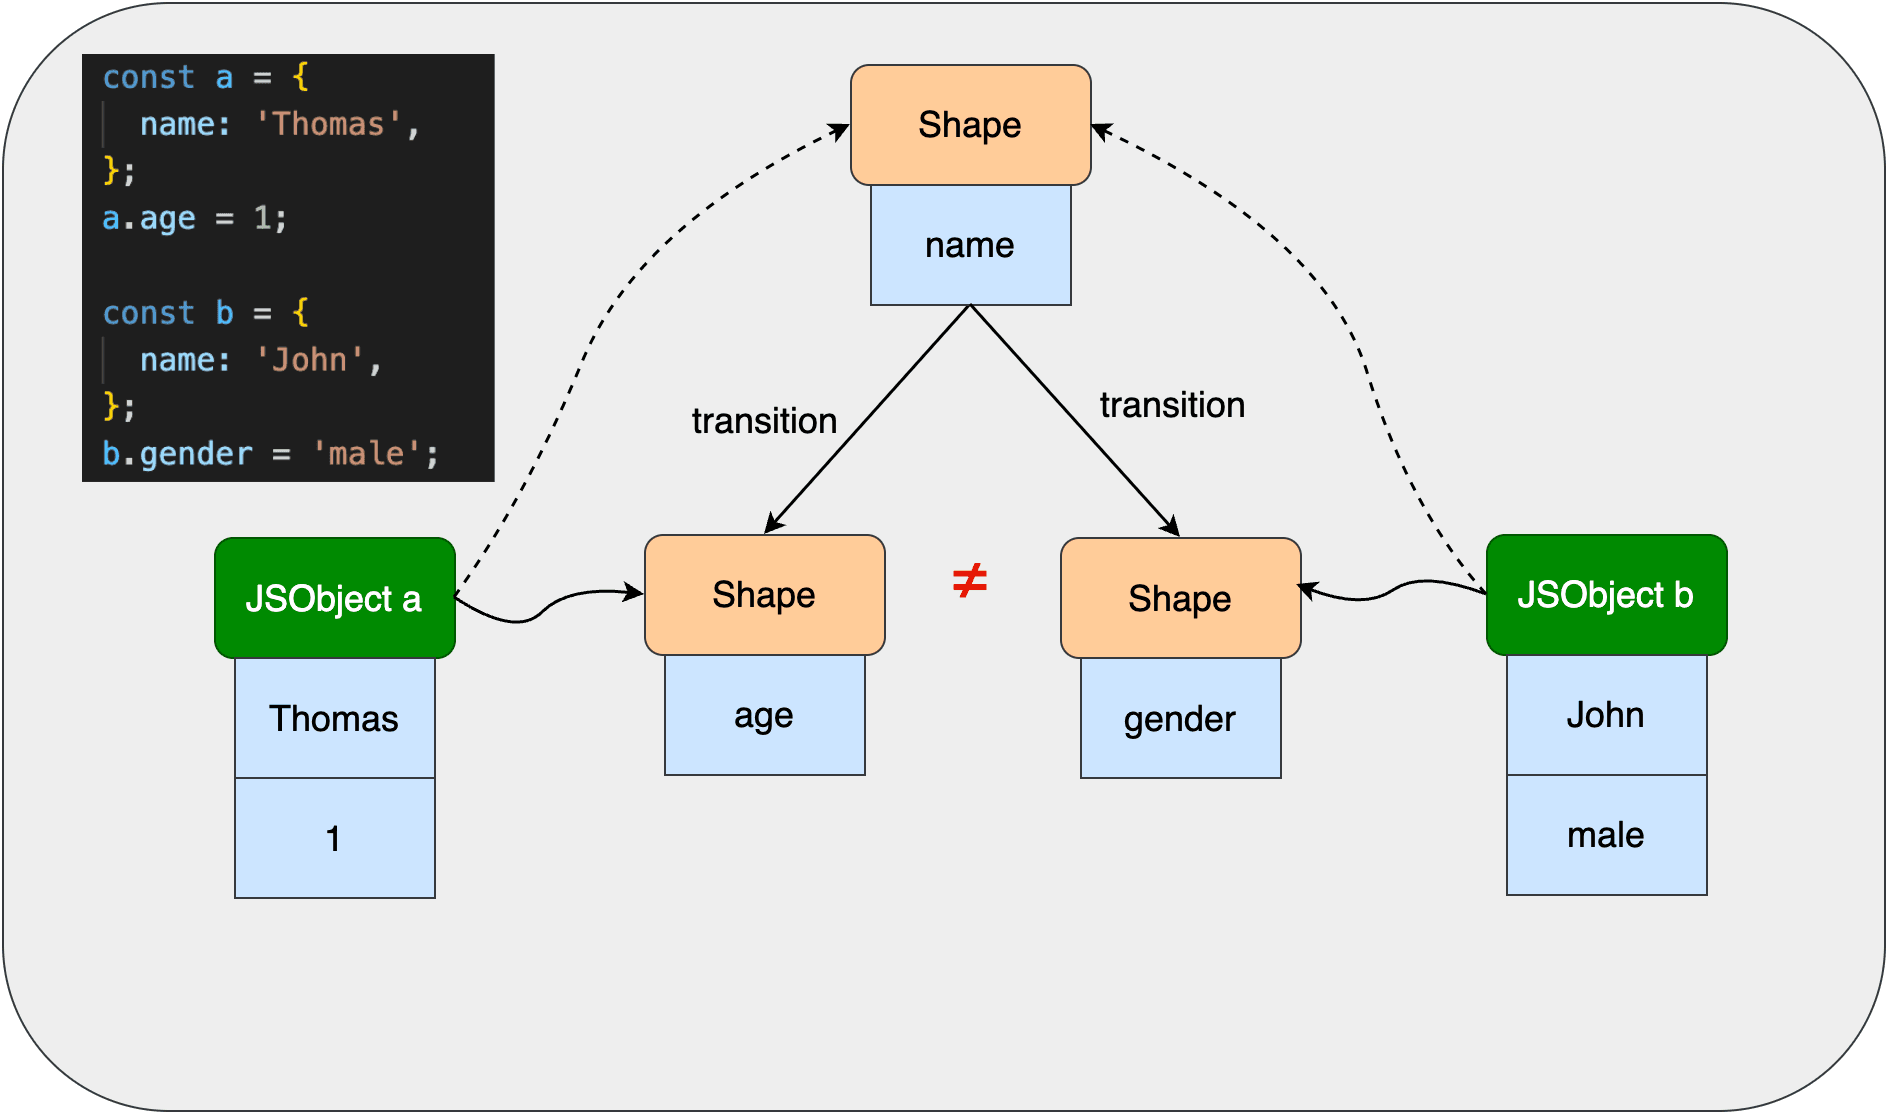 const a = {
name: 'Thomas',
};
a.age = 1;
const b = {
name: 'John',
};
b.gender = 'male';
Shape
name
transition
transition
JSObject a
Thomas
1
Shape
age
≠
Shape
gender
JSObject b
John
male